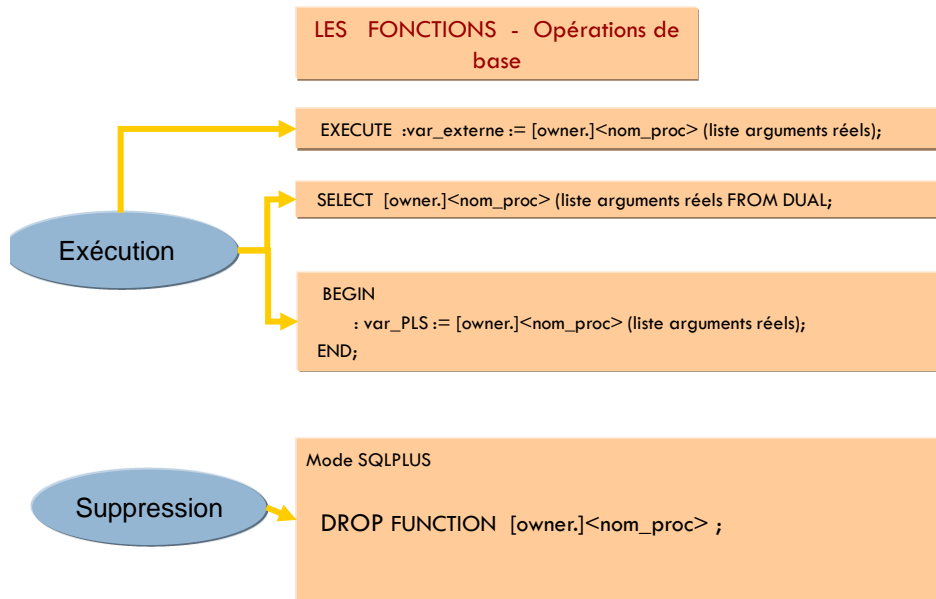 LES FONCTIONS - Opérations de
base
EXECUTE :var_externe := [owner.]<nom_proc> (liste arguments réels);
SELECT [owner.]<nom_proc> (liste arguments réels FROM DUAL;
Exécution
BEGIN
: var_PLS := [owner.]<nom_proc> (liste arguments réels);
END;
Mode SQLPLUS
Suppression
DROP FUNCTION [owner.]<nom_proc> ;